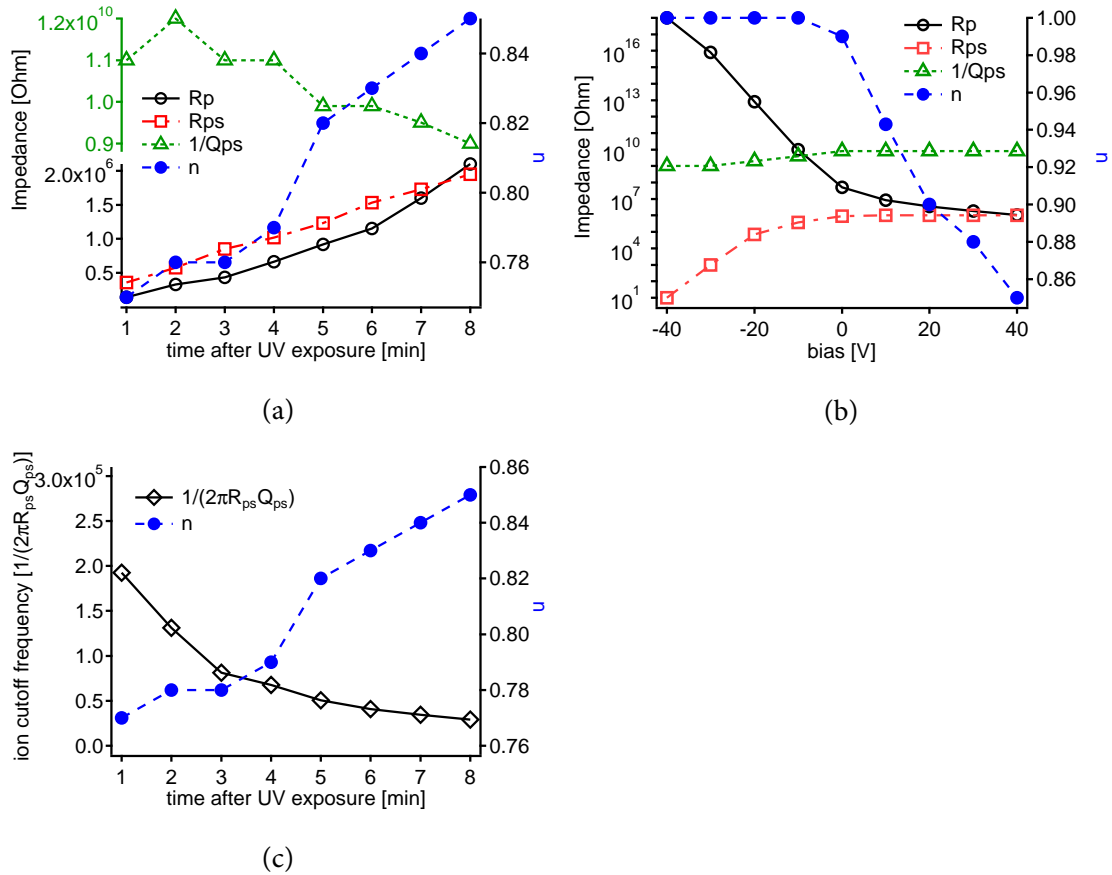 1.2x10^10
1.1
1.0
0.9
2.0x10^6
1.5
1.0
0.5
Impedance [Ohm]
Rp
Rps
1/Qps
n
0.84
0.82
0.80
0.78
n
1 2 3 4 5 6 7 8
time after UV exposure [min]
(a)
10^16
10^13
10^10
10^7
10^4
10^1
Impedance [Ohm]
Rp
Rps
1/Qps
n
1.00
0.98
0.96
0.94
0.92
0.90
0.88
0.86
n
-40 -20 0 20 40
bias [V]
(b)
3.0x10^5
2.5
2.0
1.5
1.0
0.5
0.0
ion cutoff frequency [1/(2πR_ps Q_ps)]
1/(2πR_ps Q_ps)
n
0.86
0.84
0.82
0.80
0.78
0.76
n
1 2 3 4 5 6 7 8
time after UV exposure [min]
(c)